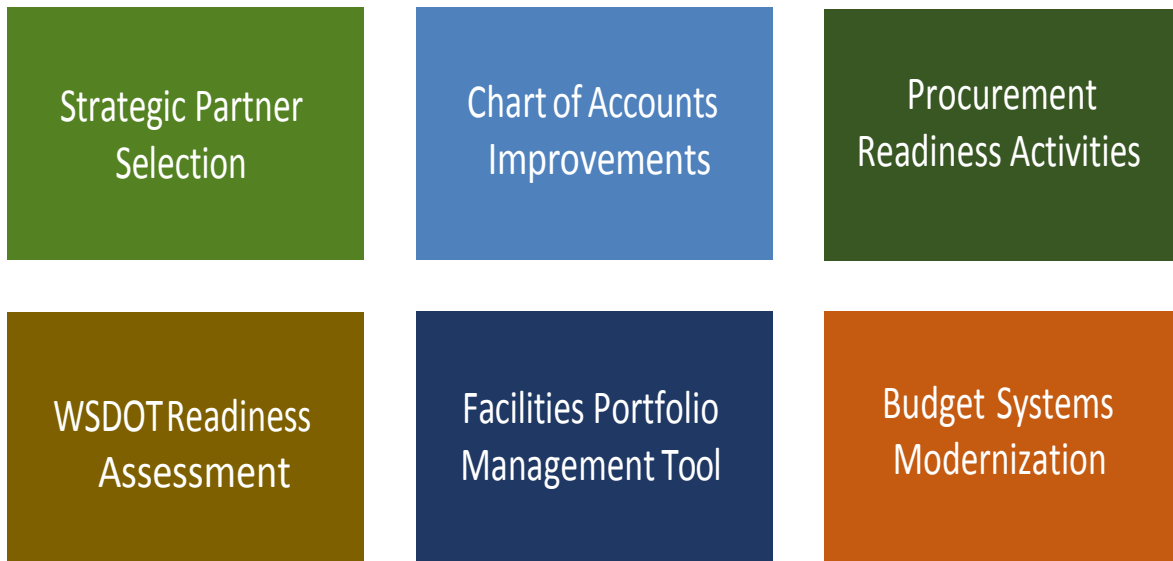 Strategic Partner
Selection
Chart of Accounts
Improvements
Procurement
Readiness Activities
WSDOT Readiness
Assessment
Facilities Portfolio
Management Tool
Budget Systems
Modernization